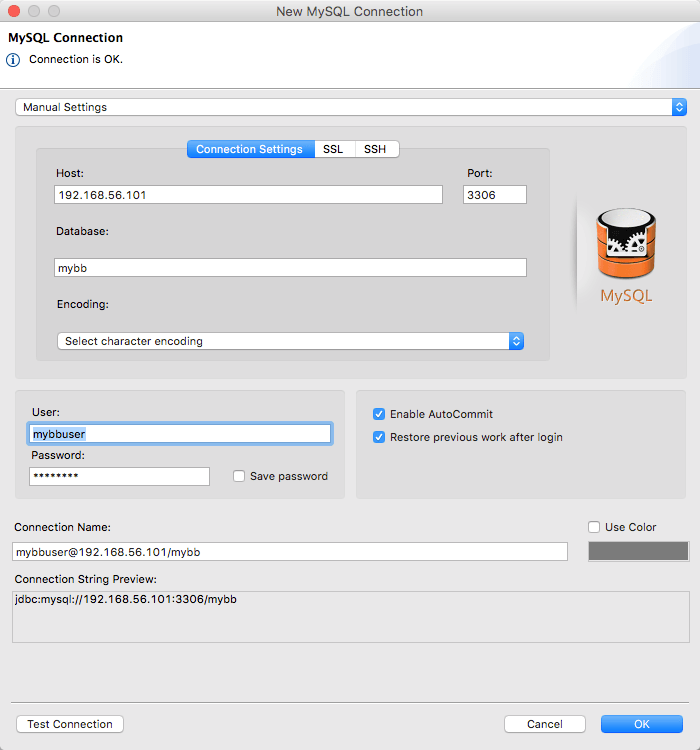 New MySQL Connection
MySQL Connection
Connection is OK.
Manual Settings
Connection Settings SSL SSH
Host: Port:
192.168.56.101 3306
Database:
mybb
MySQL
Encoding:
Select character encoding
User:
mybbuser
Password:
********
Save password
Enable AutoCommit
Restore previous work after login
Connection Name:
Use Color
mybbuser@192.168.56.101/mybb
Connection String Preview:
jdbc:mysql://192.168.56.101:3306/mybb
Test Connection Cancel OK